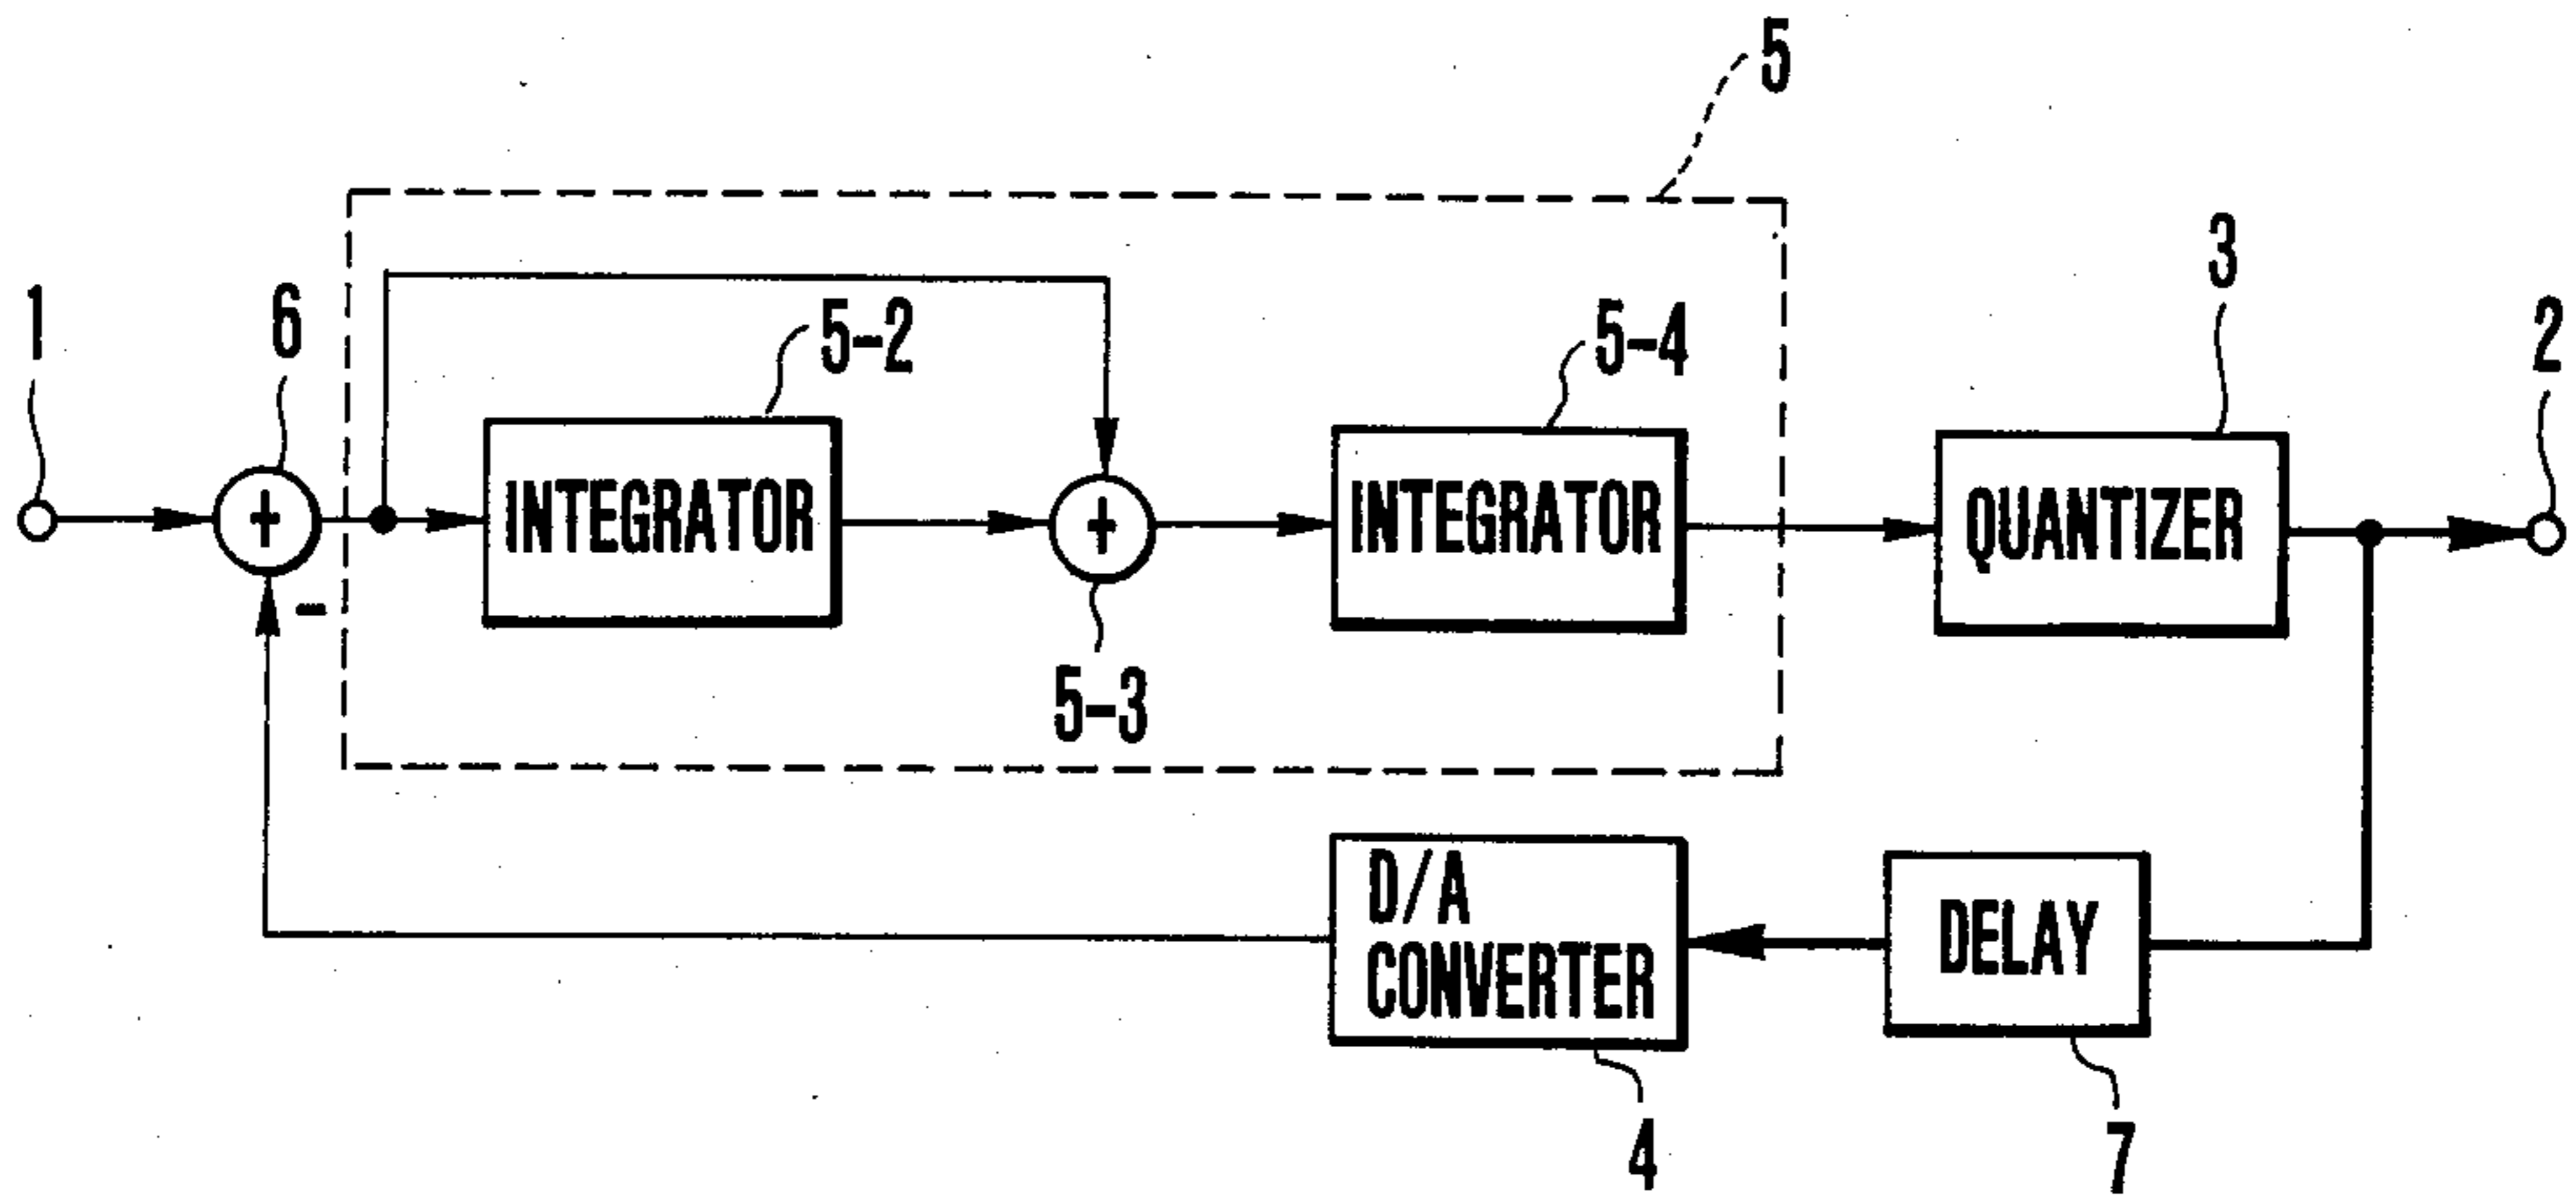 5
3
1
6
5-2
5-4
2
INTEGRATOR
+
+
INTEGRATOR
QUANTIZER
-
5-3
D/A
CONVERTER
DELAY
4
7